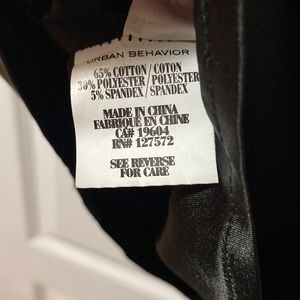 URBAN BEHAVIOR
65% COTTON / COTON
30% POLYESTER / POLYESTER
5% SPANDEX / SPANDEX
MADE IN CHINA
FABRIQUÉ EN CHINE
CA# 19604
RN# 127572
SEE REVERSE
FOR CARE